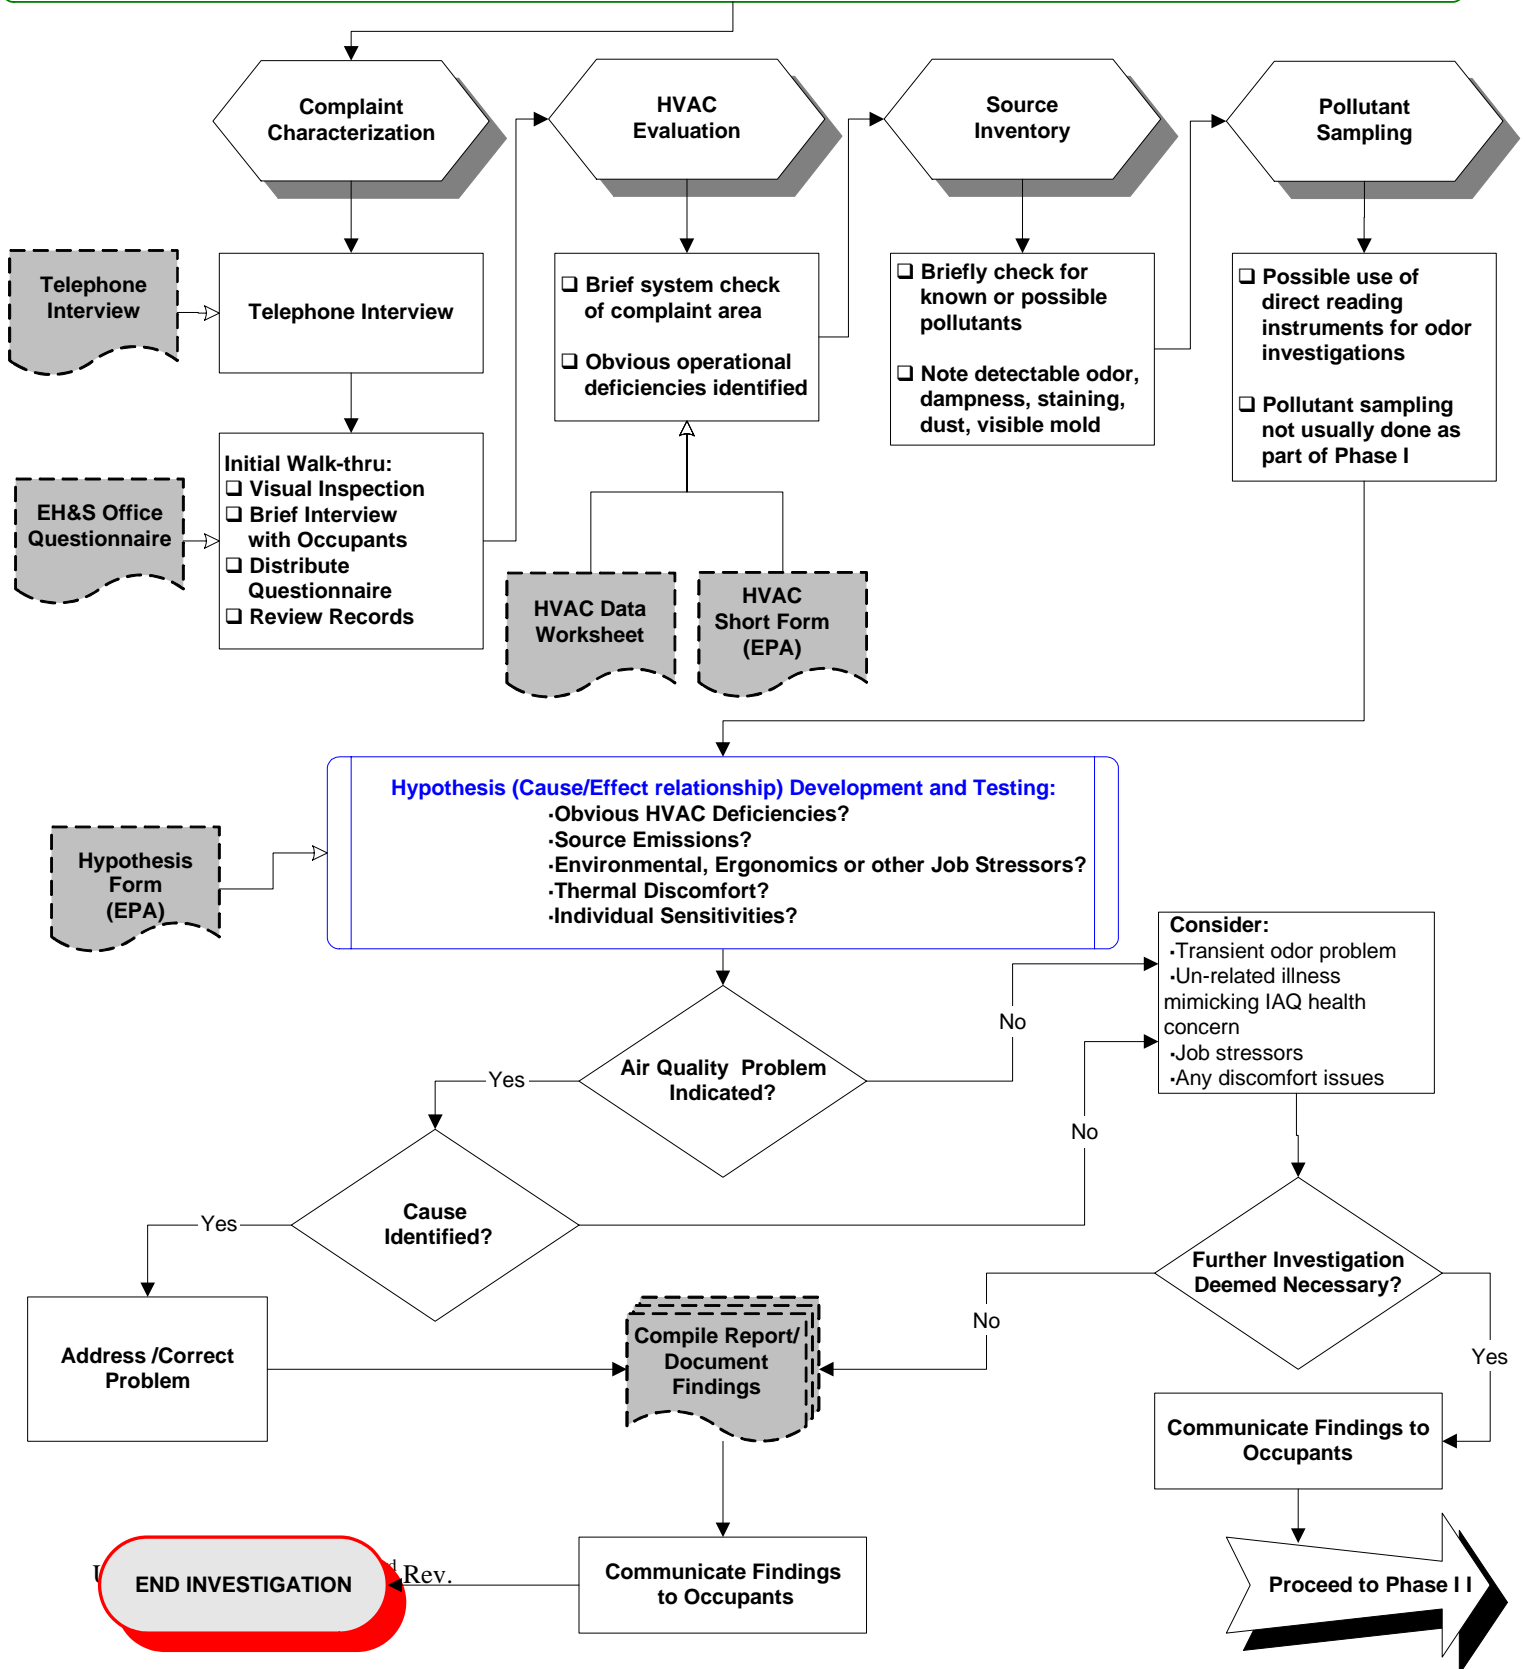 Complaint
Characterization
HVAC
Evaluation
Source
Inventory
Pollutant
Sampling
Telephone
Interview
Telephone Interview
❑ Brief system check
of complaint area
❑ Obvious operational
deficiencies identified
❑ Briefly check for
known or possible
pollutants
❑ Note detectable odor,
dampness, staining,
dust, visible mold
❑ Possible use of
direct reading
instruments for odor
investigations
❑ Pollutant sampling
not usually done as
part of Phase I
EH&S Office
Questionnaire
Initial Walk-thru:
❑ Visual Inspection
❑ Brief Interview
with Occupants
❑ Distribute
Questionnaire
❑ Review Records
HVAC Data
Worksheet
HVAC
Short Form
(EPA)
Hypothesis (Cause/Effect relationship) Development and Testing:
·Obvious HVAC Deficiencies?
·Source Emissions?
·Environmental, Ergonomics or other Job Stressors?
·Thermal Discomfort?
·Individual Sensitivities?
Hypothesis
Form
(EPA)
Consider:
·Transient odor problem
·Un-related illness
mimicking IAQ health
concern
·Job stressors
·Any discomfort issues
No
Air Quality Problem
Indicated?
Yes
No
Cause
Identified?
Yes
Further Investigation
Deemed Necessary?
No
Yes
Address /Correct
Problem
Compile Report/
Document
Findings
Communicate Findings to
Occupants
Communicate Findings
to Occupants
END INVESTIGATION
Rev.
Proceed to Phase I I